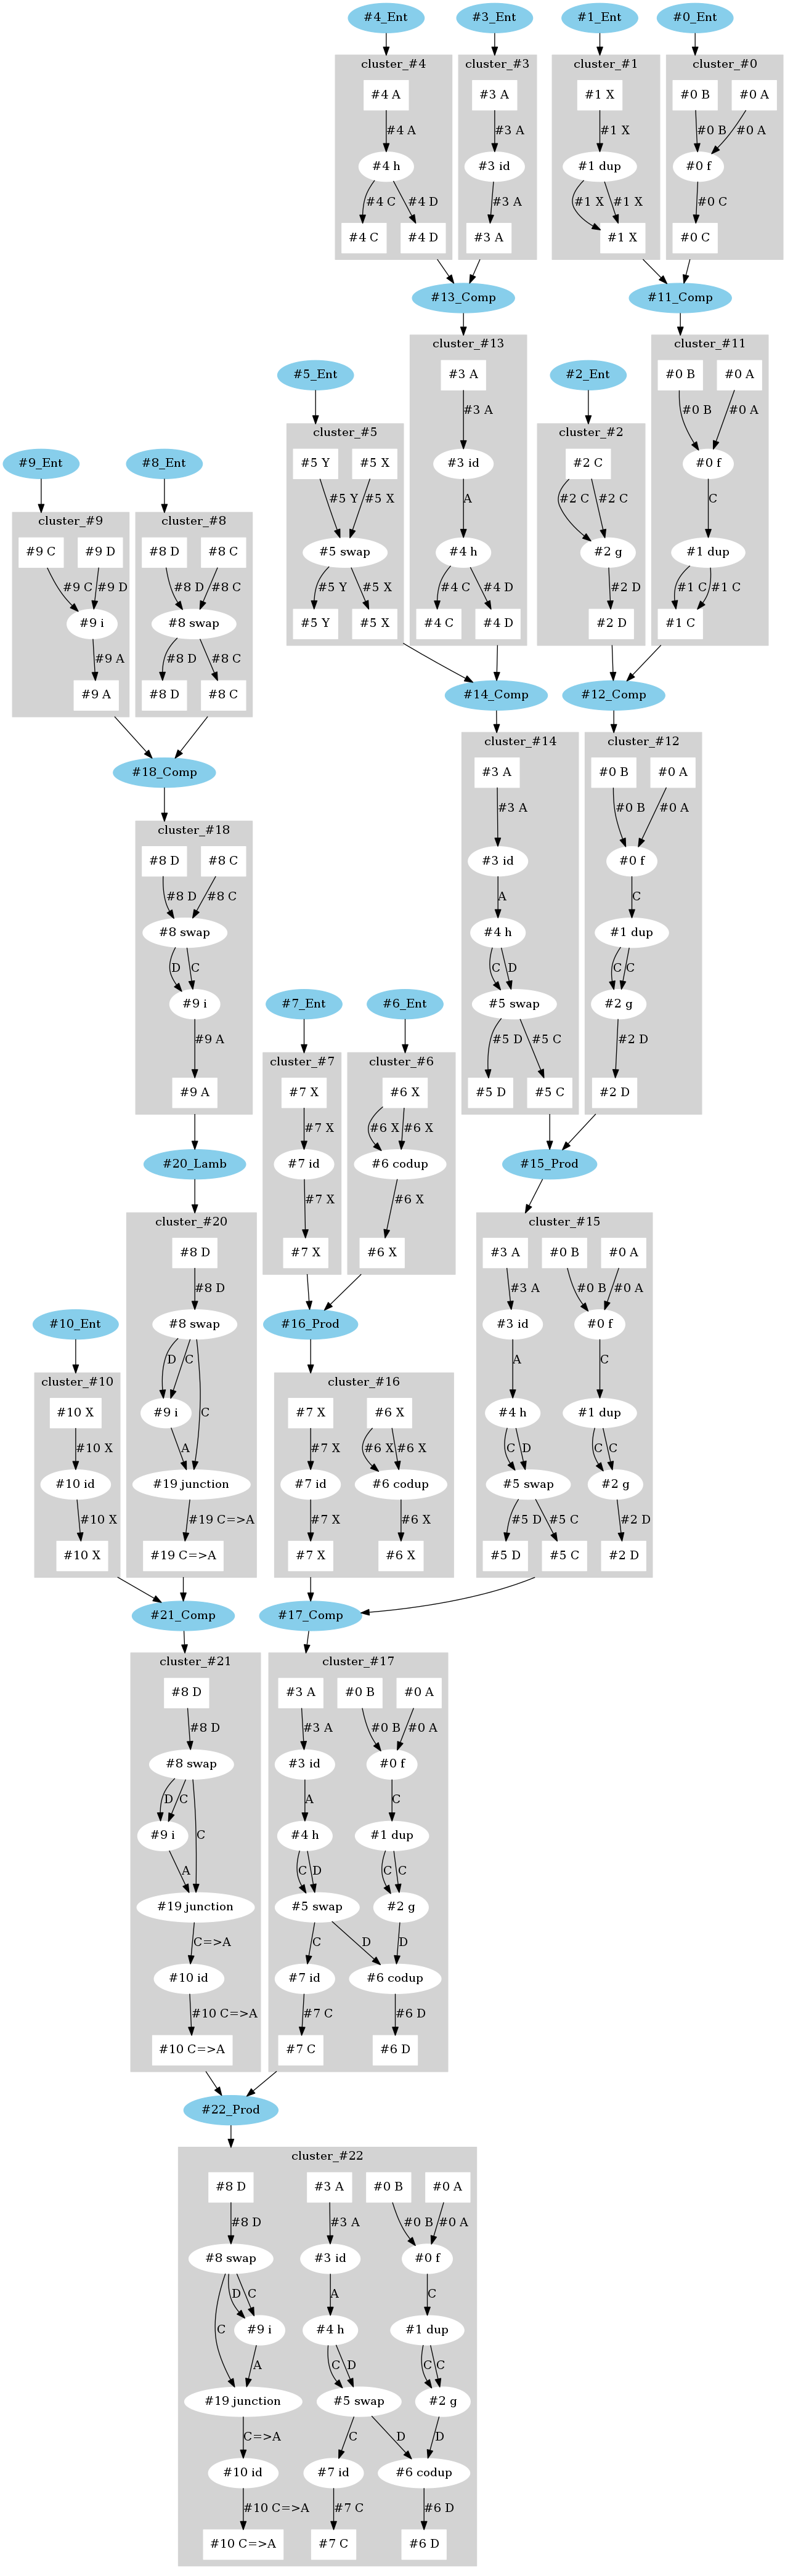 #4_Ent
#3_Ent
#1_Ent
#0_Ent
cluster_#4
#4 A
#4 A
#4 h
#4 C
#4 D
#4 C
#4 D
cluster_#3
#3 A
#3 A
#3 id
#3 A
#3 A
cluster_#1
#1 X
#1 X
#1 dup
#1 X
#1 X
#1 X
cluster_#0
#0 B
#0 A
#0 B
#0 A
#0 f
#0 C
#0 C
#13_Comp
#11_Comp
cluster_#13
#3 A
#3 A
#3 id
A
#4 h
#4 C
#4 D
#4 C
#4 D
cluster_#11
#0 B
#0 A
#0 B
#0 A
#0 f
C
#1 dup
#1 C
#1 C
#1 C
#5_Ent
#2_Ent
cluster_#5
#5 Y
#5 X
#5 Y
#5 X
#5 swap
#5 Y
#5 X
#5 Y
#5 X
cluster_#2
#2 C
#2 C
#2 C
#2 g
#2 D
#2 D
#9_Ent
#8_Ent
cluster_#9
#9 C
#9 D
#9 C
#9 D
#9 i
#9 A
#9 A
cluster_#8
#8 D
#8 C
#8 D
#8 C
#8 swap
#8 D
#8 C
#8 D
#8 C
#14_Comp
#12_Comp
#18_Comp
cluster_#14
#3 A
#3 A
#3 id
A
#4 h
C
D
#5 swap
#5 D
#5 C
#5 D
#5 C
cluster_#12
#0 B
#0 A
#0 B
#0 A
#0 f
C
#1 dup
C
C
#2 g
#2 D
#2 D
cluster_#18
#8 D
#8 C
#8 D
#8 C
#8 swap
D
C
#9 i
#9 A
#9 A
#7_Ent
#6_Ent
cluster_#7
#7 X
#7 X
#7 id
#7 X
#7 X
cluster_#6
#6 X
#6 X
#6 X
#6 codup
#6 X
#6 X
#20_Lamb
#15_Prod
cluster_#20
#8 D
#8 D
#8 swap
D
C
C
#9 i
A
#19 junction
#19 C=>A
#19 C=>A
cluster_#15
#3 A
#0 B
#0 A
#3 A
#0 B
#0 A
#3 id
#0 f
A
C
#4 h
#1 dup
C
D
C
C
#5 swap
#2 g
#5 D
#5 C
#2 D
#5 D
#5 C
#2 D
#10_Ent
#16_Prod
cluster_#10
#10 X
#10 X
#10 id
#10 X
#10 X
cluster_#16
#7 X
#6 X
#7 X
#6 X
#6 X
#7 id
#6 codup
#7 X
#6 X
#7 X
#6 X
#21_Comp
#17_Comp
cluster_#21
#8 D
#8 D
#8 swap
D
C
C
#9 i
A
#19 junction
C=>A
#10 id
#10 C=>A
#10 C=>A
cluster_#17
#3 A
#0 B
#0 A
#3 A
#0 B
#0 A
#3 id
#0 f
A
C
#4 h
#1 dup
C
D
C
C
#5 swap
#2 g
C
D
D
#7 id
#6 codup
#7 C
#6 D
#7 C
#6 D
#22_Prod
cluster_#22
#8 D
#3 A
#0 B
#0 A
#8 D
#3 A
#0 B
#0 A
#8 swap
#3 id
#0 f
C
D
C
A
C
#9 i
#4 h
#1 dup
A
C
D
C
C
#19 junction
#5 swap
#2 g
C=>A
C
D
D
#10 id
#7 id
#6 codup
#10 C=>A
#7 C
#6 D
#10 C=>A
#7 C
#6 D